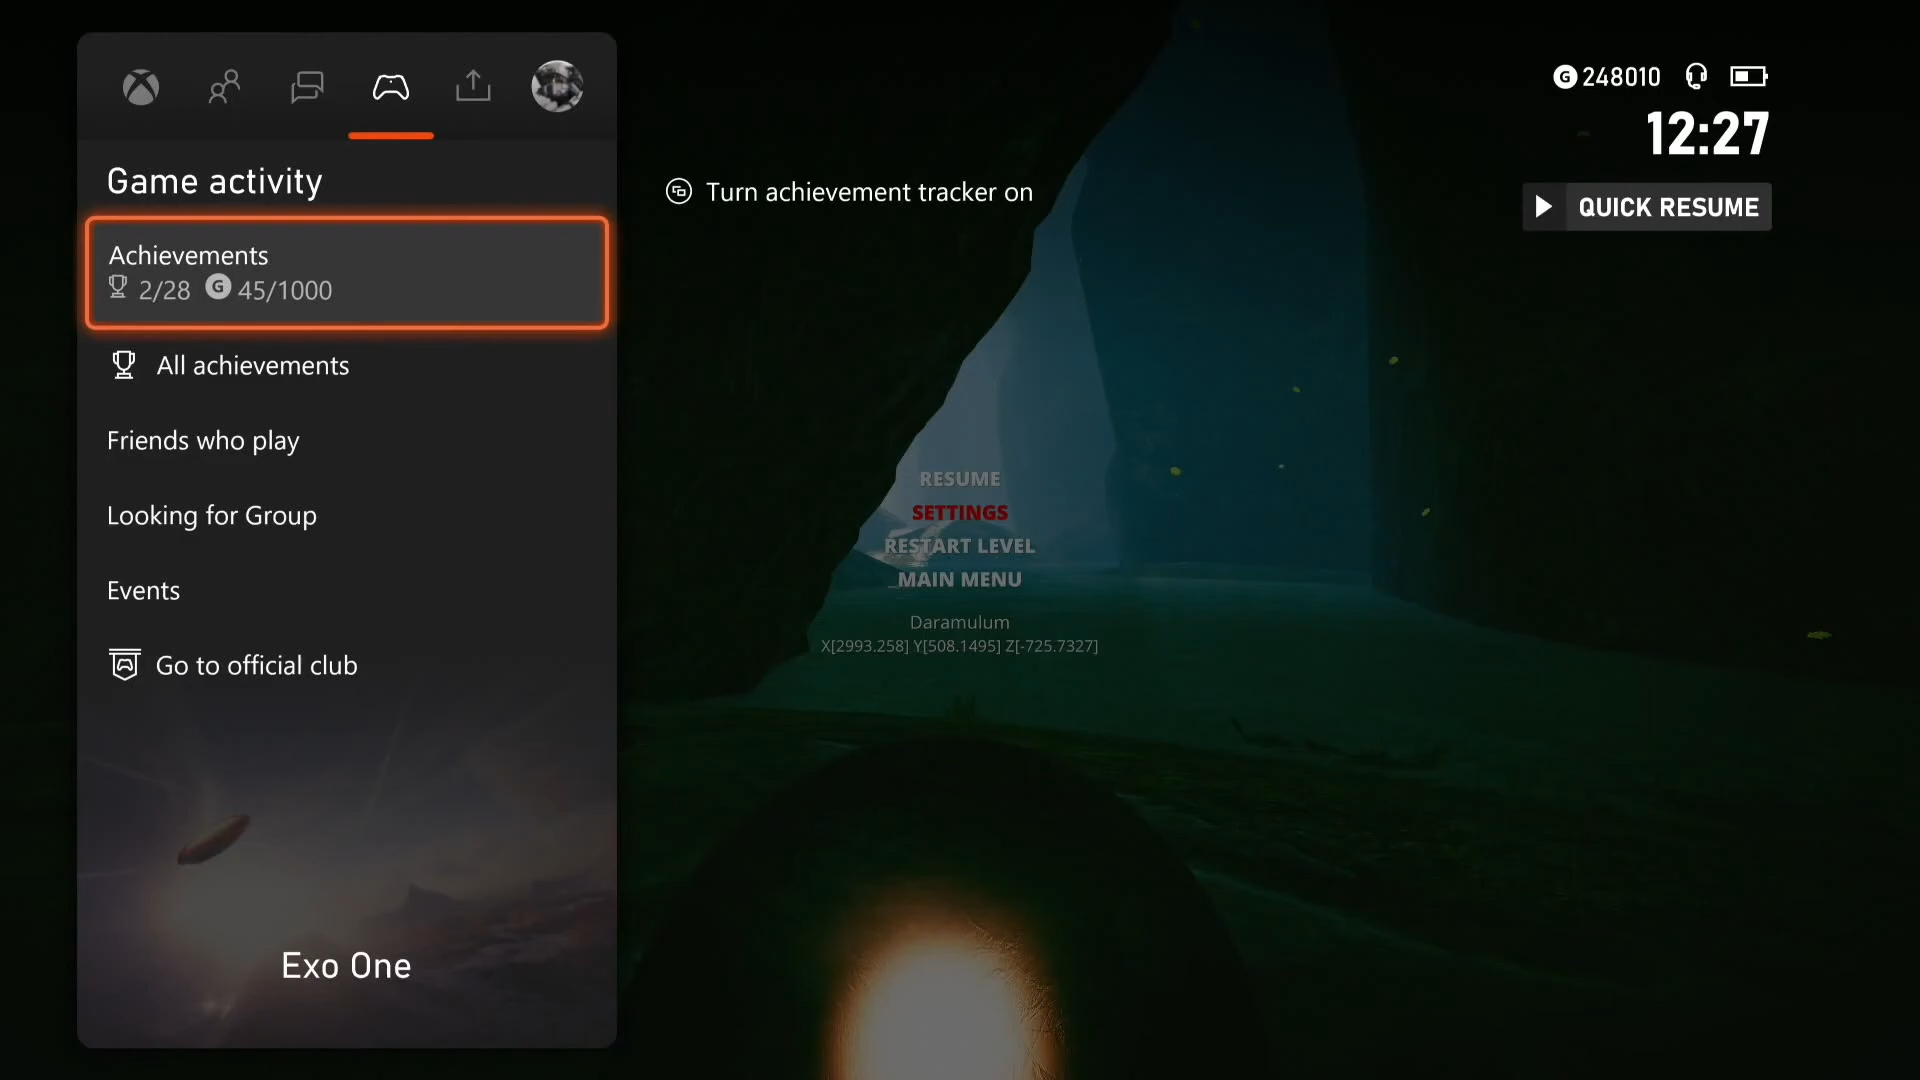 Game activity
Achievements
2/28 G 45/1000
All achievements
Friends who play
Looking for Group
Events
Go to official club
Exo One
Turn achievement tracker on
G 248010
12:27
QUICK RESUME
RESUME
SETTINGS
RESTART LEVEL
_MAIN MENU
Daramulum
X[2993.258] Y[508.1495] Z[-725.7327]